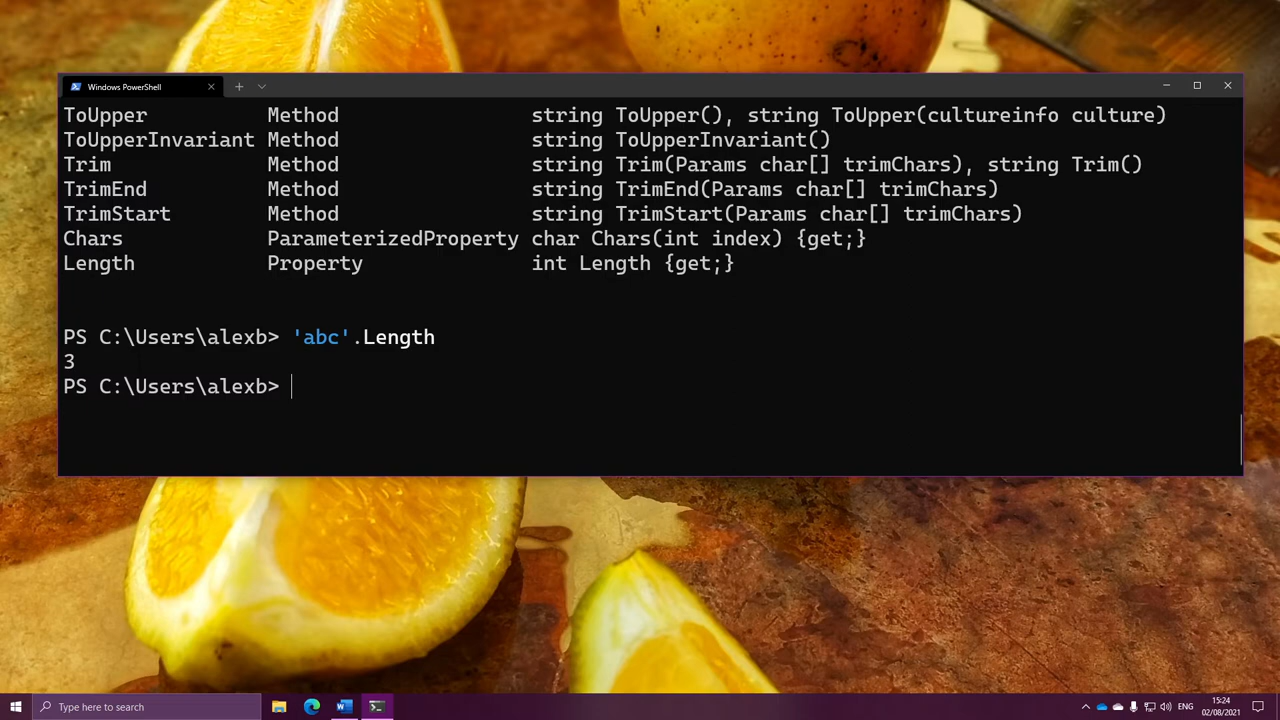 Windows PowerShell
ToUpper Method string ToUpper(), string ToUpper(cultureinfo culture)
ToUpperInvariant Method string ToUpperInvariant()
Trim Method string Trim(Params char[] trimChars), string Trim()
TrimEnd Method string TrimEnd(Params char[] trimChars)
TrimStart Method string TrimStart(Params char[] trimChars)
Chars ParameterizedProperty char Chars(int index) {get;}
Length Property int Length {get;}
PS C:\Users\alexb> 'abc'.Length
3
PS C:\Users\alexb>
Type here to search
ENG
15:24
02/08/2021